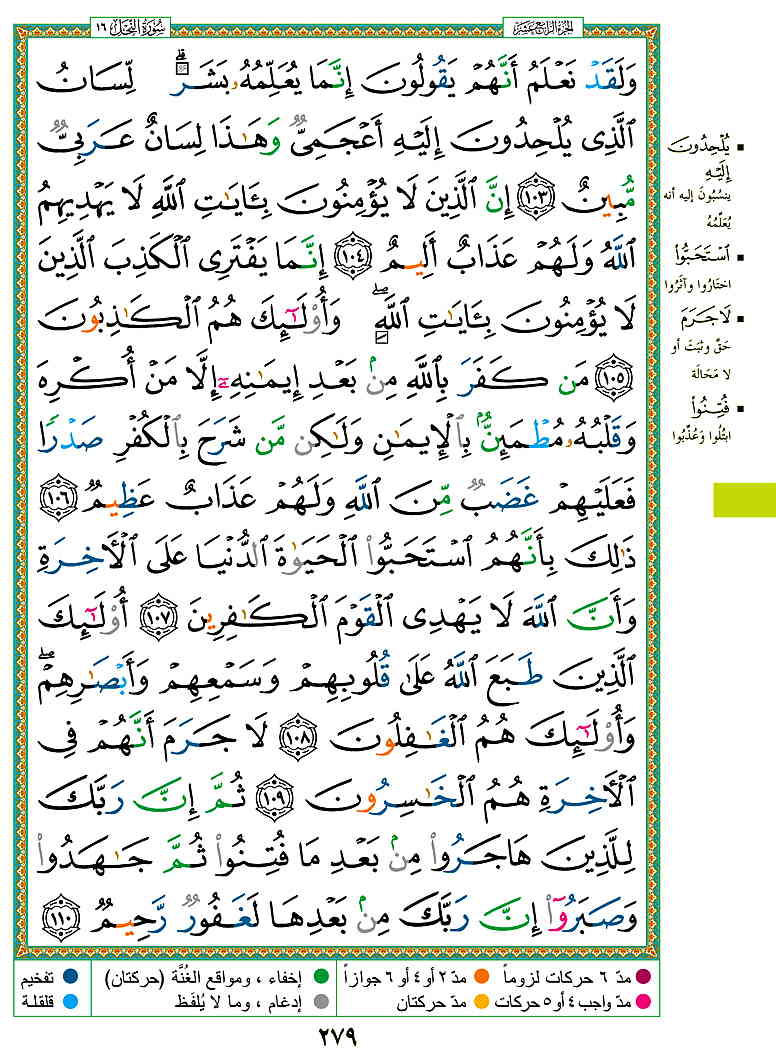 سُورَةُ النَّحْل ١٦
الجزء الرابع عشر
وَلَقَدْ نَعْلَمُ أَنَّهُمْ يَقُولُونَ إِنَّمَا يُعَلِّمُهُۥ بَشَرٌ ۗ لِّسَانُ
ٱلَّذِى يُلْحِدُونَ إِلَيْهِ أَعْجَمِىٌّ وَهَٰذَا لِسَانٌ عَرَبِىٌّ
مُّبِينٌ ١٠٣ إِنَّ ٱلَّذِينَ لَا يُؤْمِنُونَ بِـَٔايَٰتِ ٱللَّهِ لَا يَهْدِيهِمُ
ٱللَّهُ وَلَهُمْ عَذَابٌ أَلِيمٌ ١٠٤ إِنَّمَا يَفْتَرِى ٱلْكَذِبَ ٱلَّذِينَ
لَا يُؤْمِنُونَ بِـَٔايَٰتِ ٱللَّهِ ۖ وَأُو۟لَٰٓئِكَ هُمُ ٱلْكَٰذِبُونَ
١٠٥ مَن كَفَرَ بِٱللَّهِ مِنۢ بَعْدِ إِيمَٰنِهِۦٓ إِلَّا مَنْ أُكْرِهَ
وَقَلْبُهُۥ مُطْمَئِنٌّۢ بِٱلْإِيمَٰنِ وَلَٰكِن مَّن شَرَحَ بِٱلْكُفْرِ صَدْرًا
فَعَلَيْهِمْ غَضَبٌ مِّنَ ٱللَّهِ وَلَهُمْ عَذَابٌ عَظِيمٌ ١٠٦
ذَٰلِكَ بِأَنَّهُمُ ٱسْتَحَبُّوا۟ ٱلْحَيَوٰةَ ٱلدُّنْيَا عَلَى ٱلْـَٔاخِرَةِ
وَأَنَّ ٱللَّهَ لَا يَهْدِى ٱلْقَوْمَ ٱلْكَٰفِرِينَ ١٠٧ أُو۟لَٰٓئِكَ
ٱلَّذِينَ طَبَعَ ٱللَّهُ عَلَىٰ قُلُوبِهِمْ وَسَمْعِهِمْ وَأَبْصَٰرِهِمْ ۖ
وَأُو۟لَٰٓئِكَ هُمُ ٱلْغَٰفِلُونَ ١٠٨ لَا جَرَمَ أَنَّهُمْ فِى
ٱلْـَٔاخِرَةِ هُمُ ٱلْخَٰسِرُونَ ١٠٩ ثُمَّ إِنَّ رَبَّكَ
لِلَّذِينَ هَاجَرُوا۟ مِنۢ بَعْدِ مَا فُتِنُوا۟ ثُمَّ جَٰهَدُوا۟
وَصَبَرُوٓا۟ إِنَّ رَبَّكَ مِنۢ بَعْدِهَا لَغَفُورٌ رَّحِيمٌ ١١٠
▪ يُلْحِدُونَ
إِلَيْهِ
ينسُبُونَ إليه أنه
يُعَلِّمُهُ
▪ ٱسْتَحَبُّوا۟
اختَارُوا وآثَرُوا
▪ لَا جَرَمَ
حَقَّ وثَبَتَ أو
لا مَحَالَة
▪ فُتِنُوا۟
ابتُلُوا وَعُذِّبُوا
مدّ ٦ حركات لزوماً
مدّ ٢ أو ٤ أو ٦ جوازاً
إخفاء ، ومواقع الغُنَّة (حركتان)
تفخيم
مدّ واجب ٤ أو ٥ حركات
مدّ حركتان
إدغام ، وما لا يُلفَظ
قلقلة
٢٧٩